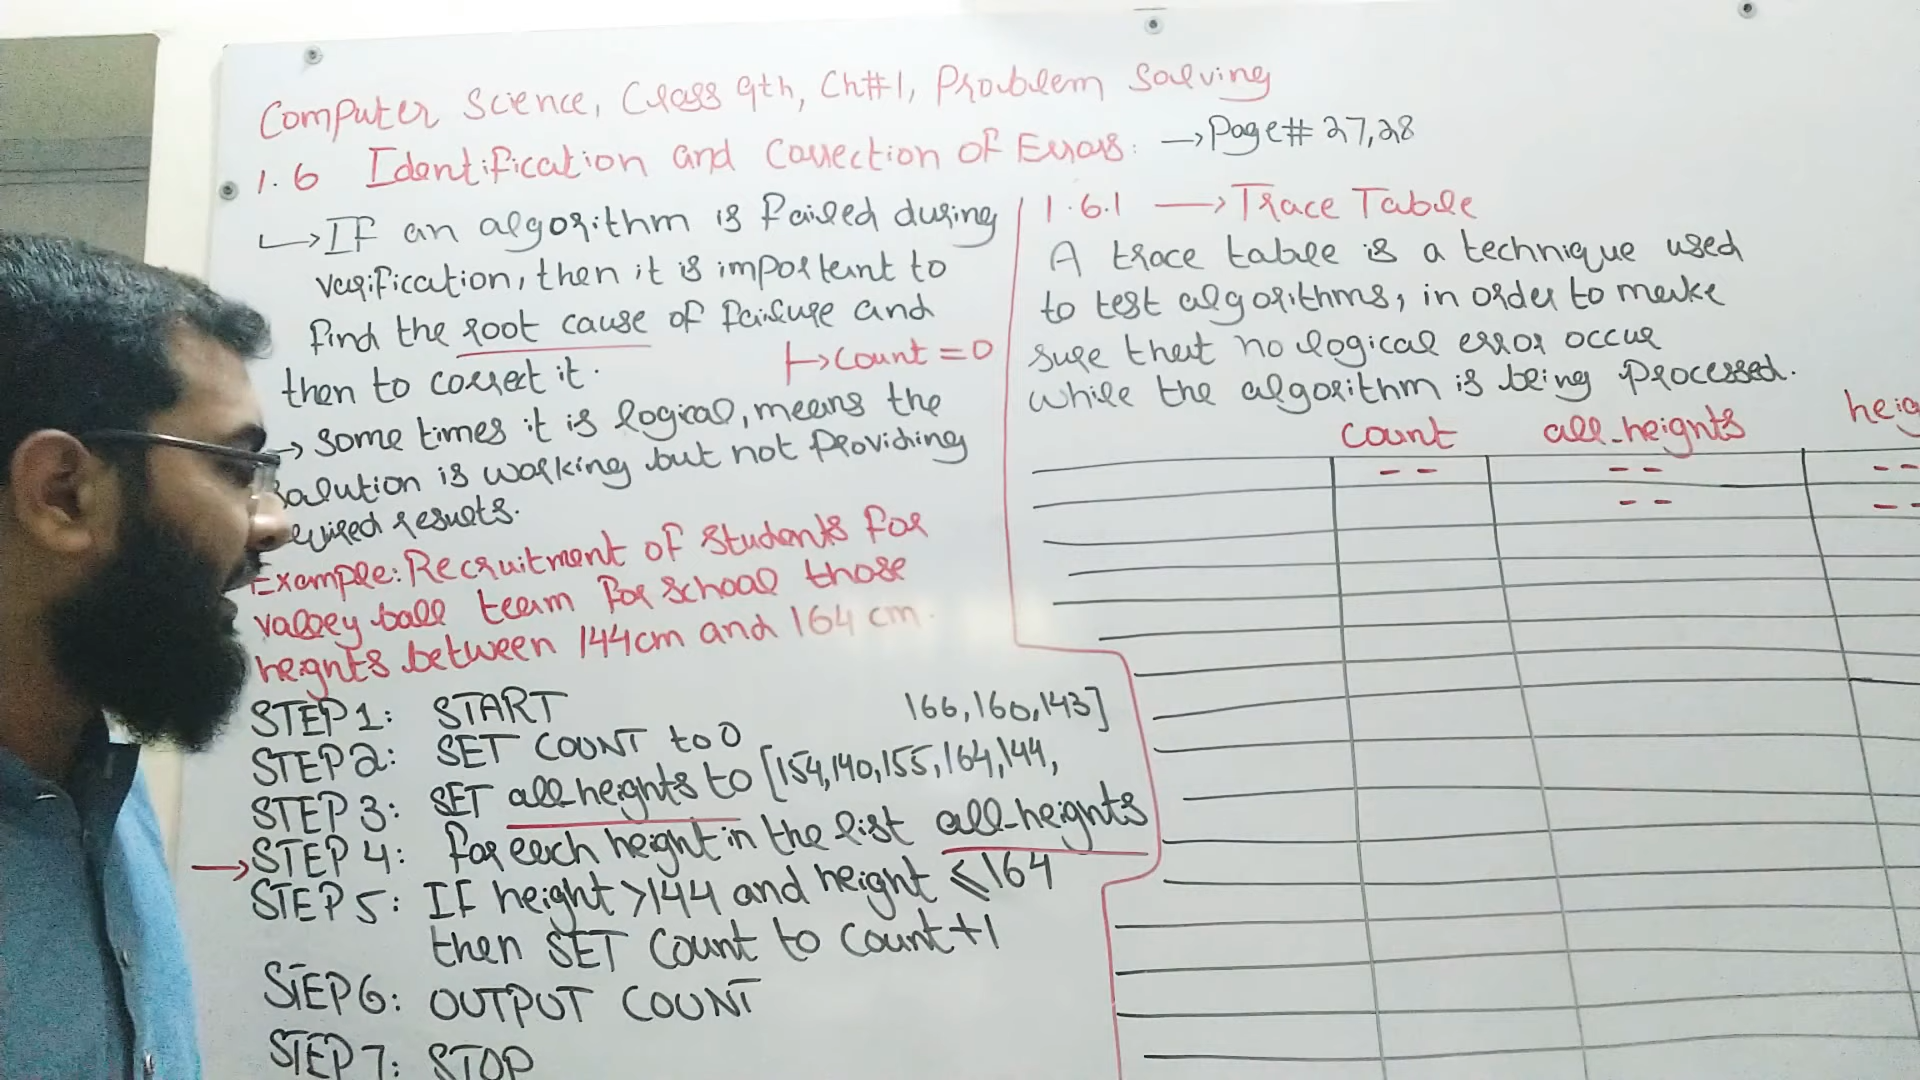 Computer Science, Class 9th, Ch#1, Problem Solving
1.6 Identification and Correction of Errors: → Page# 27,28
↳ If an algorithm is failed during
varification, then it is important to
find the root cause of failure and
then to correct it.
↦ count = 0
→ Some times it is logical, means the
solution is working but not Providing
required results.
Example: Recruitment of Students for
valley ball team for school those
heights between 144cm and 164 cm.
STEP 1: START
STEP 2: SET COUNT to 0
STEP 3: SET all-heights to [154,140,155,164,144,
166,160,143]
→ STEP 4: for each height in the list all-heights
STEP 5: If height >144 and height ⩽164
then SET Count to Count+1
STEP 6: OUTPUT COUNT
STEP 7: STOP
1.6.1 → Trace Table
A trace table is a technique used
to test algorithms, in order to make
sure that no logical error occur
while the algorithm is being processed.
count all-heights heig
-- -- --
-- --